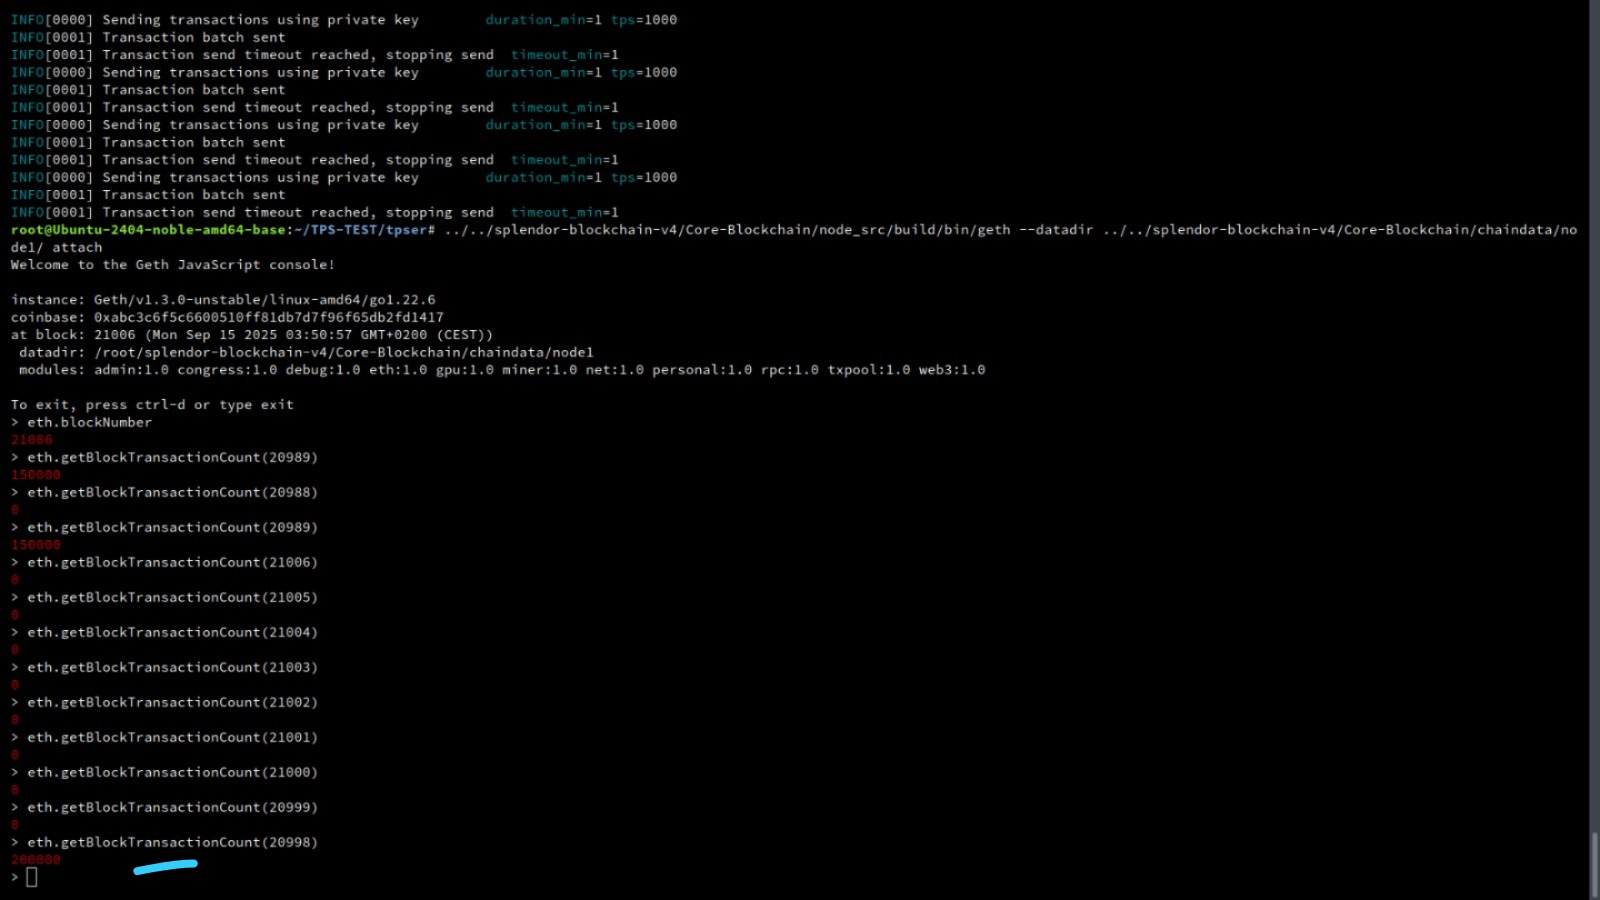 INFO[0000] Sending transactions using private key        duration_min=1 tps=1000
INFO[0001] Transaction batch sent
INFO[0001] Transaction send timeout reached, stopping send  timeout_min=1
INFO[0000] Sending transactions using private key        duration_min=1 tps=1000
INFO[0001] Transaction batch sent
INFO[0001] Transaction send timeout reached, stopping send  timeout_min=1
INFO[0000] Sending transactions using private key        duration_min=1 tps=1000
INFO[0001] Transaction batch sent
INFO[0001] Transaction send timeout reached, stopping send  timeout_min=1
INFO[0000] Sending transactions using private key        duration_min=1 tps=1000
INFO[0001] Transaction batch sent
INFO[0001] Transaction send timeout reached, stopping send  timeout_min=1
root@Ubuntu-2404-noble-amd64-base:~/TPS-TEST/tpser# ../../splendor-blockchain-v4/Core-Blockchain/node_src/build/bin/geth --datadir ../../splendor-blockchain-v4/Core-Blockchain/chaindata/no
de1/ attach
Welcome to the Geth JavaScript console!
instance: Geth/v1.3.0-unstable/linux-amd64/go1.22.6
coinbase: 0xabc3c6f5c6600510ff81db7d7f96f65db2fd1417
at block: 21006 (Mon Sep 15 2025 03:50:57 GMT+0200 (CEST))
 datadir: /root/splendor-blockchain-v4/Core-Blockchain/chaindata/node1
 modules: admin:1.0 congress:1.0 debug:1.0 eth:1.0 gpu:1.0 miner:1.0 net:1.0 personal:1.0 rpc:1.0 txpool:1.0 web3:1.0
To exit, press ctrl-d or type exit
> eth.blockNumber
21006
> eth.getBlockTransactionCount(20989)
150000
> eth.getBlockTransactionCount(20988)
0
> eth.getBlockTransactionCount(20989)
150000
> eth.getBlockTransactionCount(21006)
0
> eth.getBlockTransactionCount(21005)
0
> eth.getBlockTransactionCount(21004)
0
> eth.getBlockTransactionCount(21003)
0
> eth.getBlockTransactionCount(21002)
0
> eth.getBlockTransactionCount(21001)
0
> eth.getBlockTransactionCount(21000)
0
> eth.getBlockTransactionCount(20999)
0
> eth.getBlockTransactionCount(20998)
200000
>